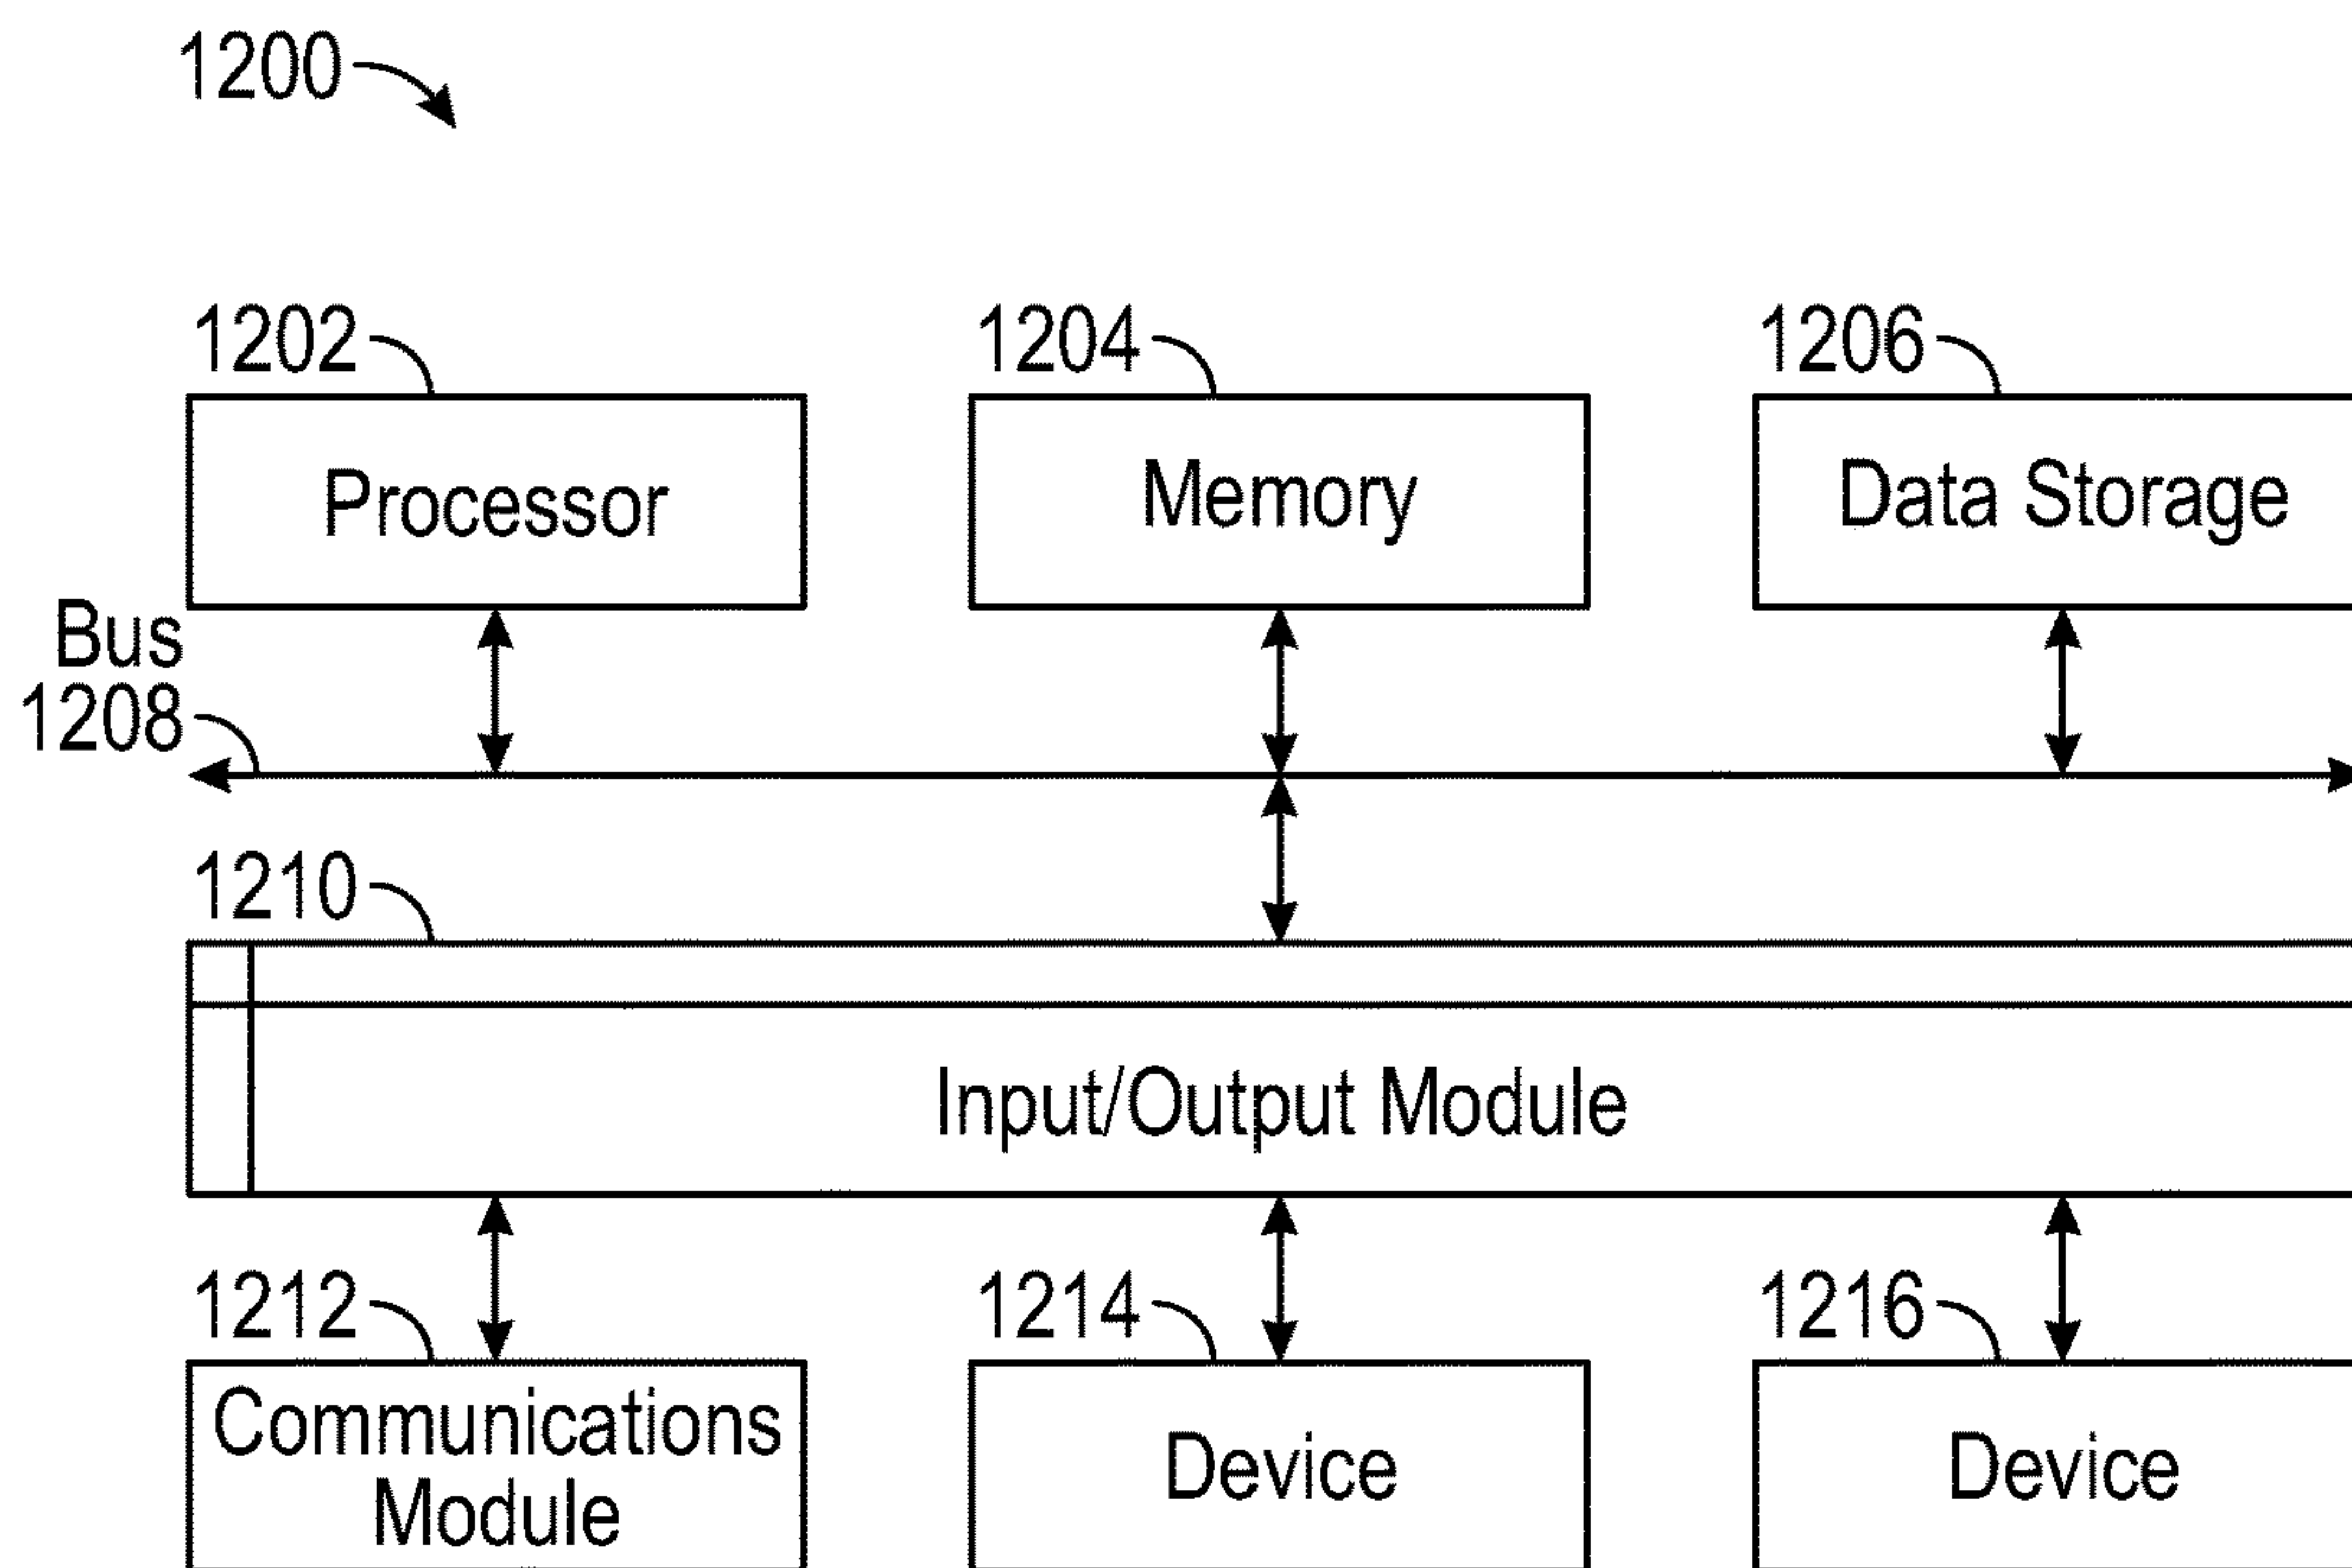 1200
1202
1204
1206
Processor
Memory
Data Storage
Bus
1208
1210
Input/Output Module
1212
1214
1216
Communications
Module
Device
Device